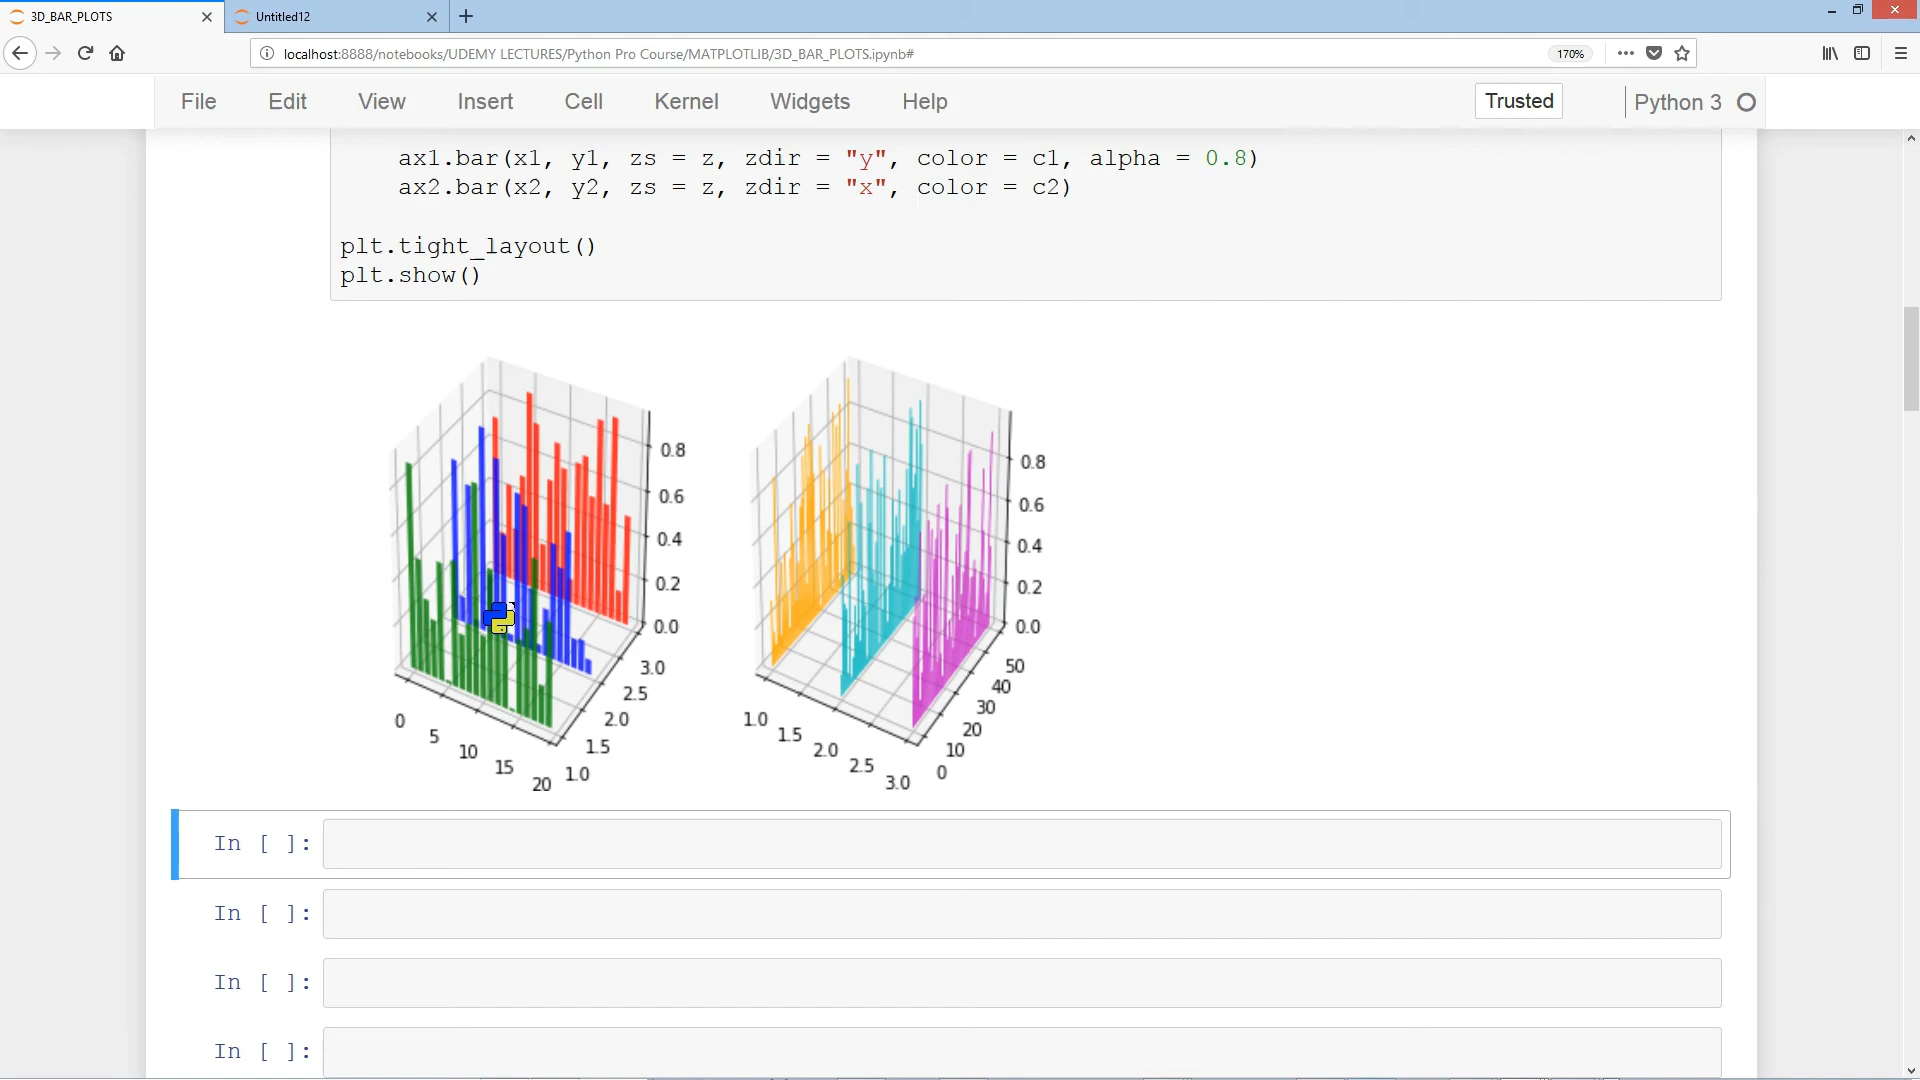 3D_BAR_PLOTS
Untitled12
localhost:8888/notebooks/UDEMY LECTURES/Python Pro Course/MATPLOTLIB/3D_BAR_PLOTS.ipynb#
170%
File Edit View Insert Cell Kernel Widgets Help
Trusted
Python 3
ax1.bar(x1, y1, zs = z, zdir = "y", color = c1, alpha = 0.8)
ax2.bar(x2, y2, zs = z, zdir = "x", color = c2)
plt.tight_layout()
plt.show()
0.8
0.6
0.4
0.2
0.0
3.0
2.5
2.0
1.5
1.0
0
5
10
15
20
0.8
0.6
0.4
0.2
0.0
50
40
30
20
10
0
1.0
1.5
2.0
2.5
3.0
In [ ]:
In [ ]:
In [ ]:
In [ ]: